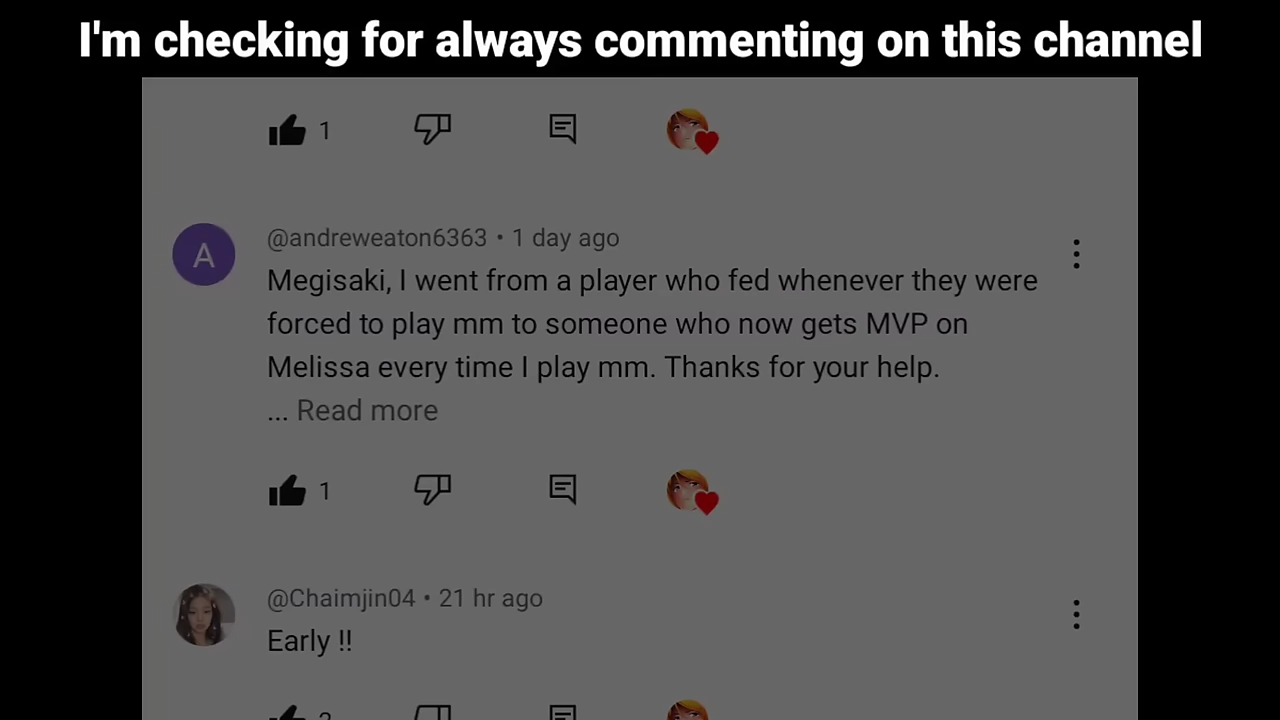 I'm checking for always commenting on this channel
1
@andreweaton6363 • 1 day ago
A
Megisaki, I went from a player who fed whenever they were
forced to play mm to someone who now gets MVP on
Melissa every time I play mm. Thanks for your help.
... Read more
1
@Chaimjin04 • 21 hr ago
Early !!